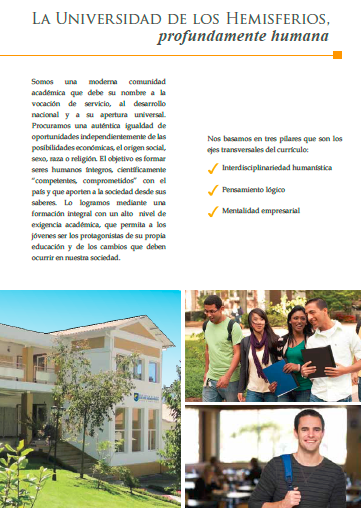 LA UNIVERSIDAD DE LOS HEMISFERIOS,
profundamente humana
Somos una moderna comunidad
académica que debe su nombre a la
vocación de servicio, al desarrollo
nacional y a su apertura universal.
Procuramos una auténtica igualdad de
oportunidades independientemente de las
posibilidades económicas, el origen social,
sexo, raza o religión. El objetivo es formar
seres humanos íntegros, científicamente
“competentes, comprometidos” con el
país y que aporten a la sociedad desde sus
saberes. Lo logramos mediante una
formación integral con un alto nivel de
exigencia académica, que permita a los
jóvenes ser los protagonistas de su propia
educación y de los cambios que deben
ocurrir en nuestra sociedad.
Nos basamos en tres pilares que son los
ejes transversales del currículo:
Interdisciplinariedad humanística
Pensamiento lógico
Mentalidad empresarial